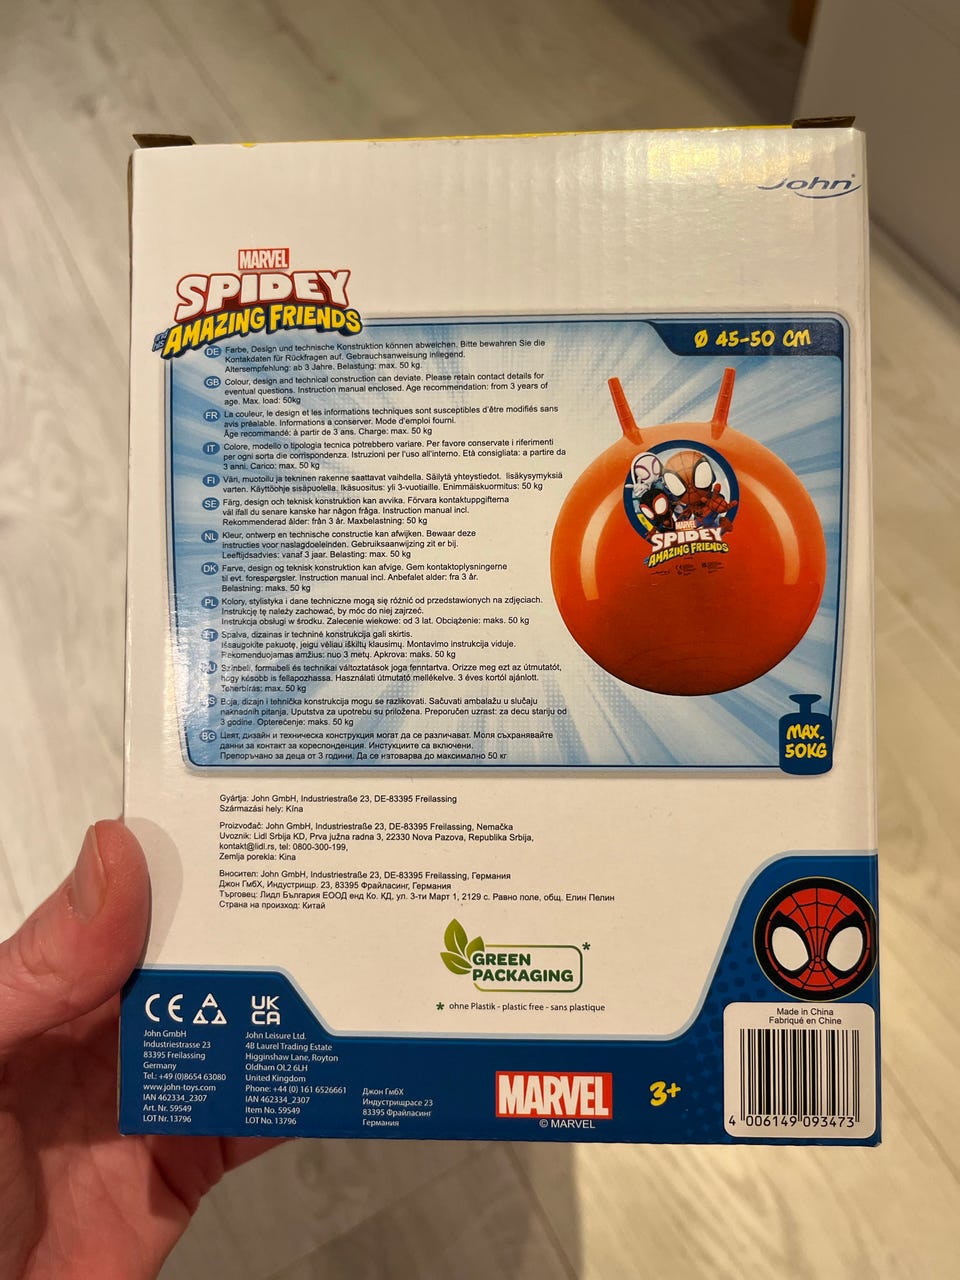 John®
MARVEL
SPIDEY
and his
AMAZING FRIENDS
Ø 45-50 CM
DE Farbe, Design und technische Konstruktion können abweichen. Bitte bewahren Sie die
Kontakdaten für Rückfragen auf. Gebrauchsanweisung inliegend.
Altersempfehlung: ab 3 Jahre. Belastung: max. 50 kg.
GB Colour, design and technical construction can deviate. Please retain contact details for
eventual questions. Instruction manual enclosed. Age recommendation: from 3 years of
age. Max. load: 50kg
FR La couleur, le design et les informations techniques sont susceptibles d'être modifiés sans
avis préalable. Informations a conserver. Mode d'emploi fourni.
Âge recommandé: à partir de 3 ans. Charge: max. 50 kg
IT Colore, modello o tipologia tecnica potrebbero variare. Per favore conservate i riferimenti
per ogni sorta die corrispondenza. Istruzioni per l'uso all'interno. Età consigliata: a partire da
3 anni. Carico: max. 50 kg
FI Väri, muotoilu ja tekninen rakenne saattavat vaihdella. Säilytä yhteystiedot. lisäkysymyksiä
varten. Käyttöohje sisäpuolella. Ikäsuositus: yli 3-vuotiaille. Enimmäiskuormitus: 50 kg
SE Färg, design och teknisk konstruktion kan avvika. Förvara kontaktuppgifterna
väl ifall du senare kanske har någon fråga. Instruction manual incl.
Rekommenderad ålder: från 3 år. Maxbelastning: 50 kg
NL Kleur, ontwerp en technische constructie kan afwijken. Bewaar deze
instructies voor naslagdoeleinden. Gebruiksaanwijzing zit er bij.
Leeftijdsadvies: vanaf 3 jaar. Belasting: max. 50 kg
DK Farve, design og teknisk konstruktion kan afvige. Gem kontaktoplysningerne
til evt. forespørgsler. Instruction manual incl. Anbefalet alder: fra 3 år.
Belastning: maks. 50 kg
PL Kolory, stylistyka i dane techniczne mogą się różnić od przedstawionych na zdjęciach.
Instrukcję tę należy zachować, by móc do niej zajrzeć.
Instrukcja obsługi w środku. Zalecenie wiekowe: od 3 lat. Obciążenie: maks. 50 kg
LT Spalva, dizainas ir techninė konstrukcija gali skirtis.
Išsaugokite pakuotę, jeigu vėliau iškiltų klausimų. Montavimo instrukcija viduje.
Rekomenduojamas amžius: nuo 3 metų. Apkrova: maks. 50 kg
HU Színbeli, formabeli és technikai változtatások joga fenntartva. Orizze meg ezt az útmutatót,
hogy később is fellapozhassa. Használati útmutató mellékelve. 3 éves kortól ajánlott.
Teherbírás: max. 50 kg
RS Boja, dizajn i tehnička konstrukcija mogu se razlikovati. Sačuvati ambalažu u slučaju
naknadnih pitanja. Uputstva za upotrebu su priložena. Preporučen uzrast: za decu stariju od
3 godine. Opterećenje: maks. 50 kg
BG Цвят, дизайн и техническа конструкция могат да се различават. Моля съхранявайте
данни за контакт за кореспонденция. Инстукциите са включени.
Препоръчано за деца от 3 години. Да се натоварва до максимално 50 кг
MARVEL
SPIDEY
AMAZING FRIENDS
MAX.
50KG
Gyártja: John GmbH, Industriestraße 23, DE-83395 Freilassing
Származási hely: Kína
Proizvođač: John GmbH, Industriestraße 23, DE-83395 Freilassing, Nemačka
Uvoznik: Lidl Srbija KD, Prva južna radna 3, 22330 Nova Pazova, Republika Srbija,
kontakt@lidl.rs, tel: 0800-300-199,
Zemlja porekla: Kina
Вносител: John GmbH, Industriestraße 23, DE-83395 Freilassing, Германия
Джон ГмбХ, Индустрищр. 23, 83395 Фрайласинг, Германия
Търговец: Лидл България ЕООД енд Ко. КД, ул. 3-ти Март 1, 2129 с. Равно поле, общ. Елин Пелин
Страна на произход: Китай
GREEN
PACKAGING *
* ohne Plastik - plastic free - sans plastique
CE
UK
CA
John GmbH
Industriestrasse 23
83395 Freilassing
Germany
Tel.: +49 (0)8654 63080
www.john-toys.com
IAN 462334_2307
Art. Nr. 59549
LOT Nr. 13796
John Leisure Ltd.
4B Laurel Trading Estate
Higginshaw Lane, Royton
Oldham OL2 6LH
United Kingdom
Phone: +44 (0) 161 6526661
IAN 462334_2307
Item No. 59549
LOT No. 13796
Джон ГмбХ
Индустрищрасе 23
83395 Фрайласинг
Германия
MARVEL
© MARVEL
3+
Made in China
Fabriqué en Chine
4 006149 093473